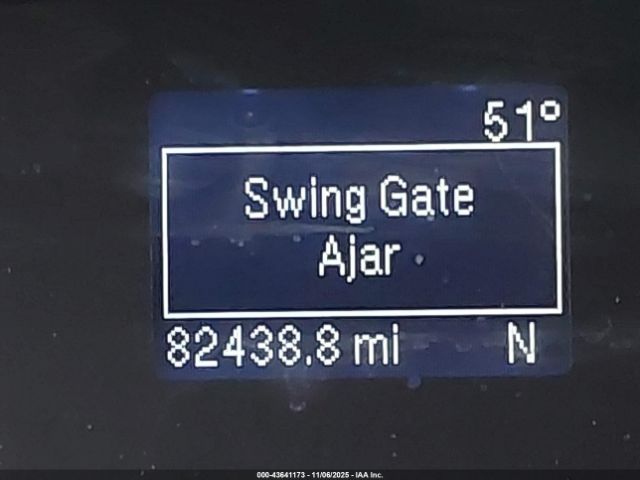 51°
Swing Gate
Ajar
82438.8 mi N
000-43641173 - 11/06/2025 - IAA Inc.